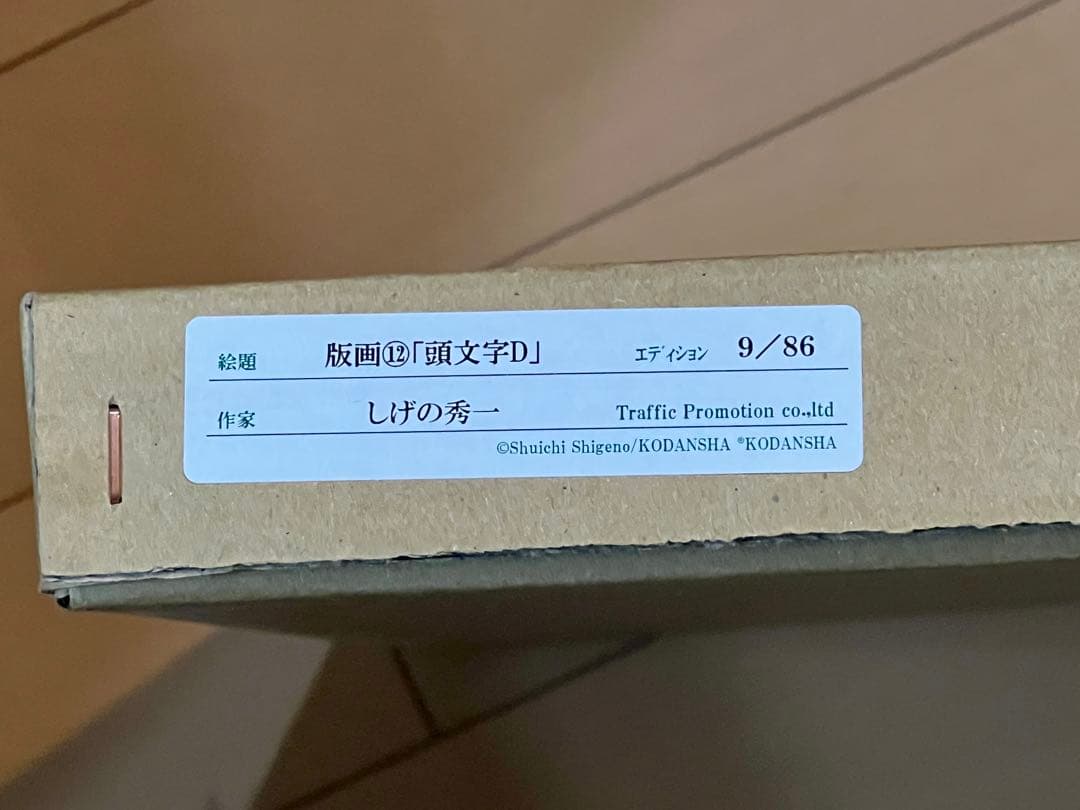 絵題 版画⑫「頭文字D」 エディション 9/86
作家 しげの秀一 Traffic Promotion co.,ltd
©Shuichi Shigeno/KODANSHA ®KODANSHA